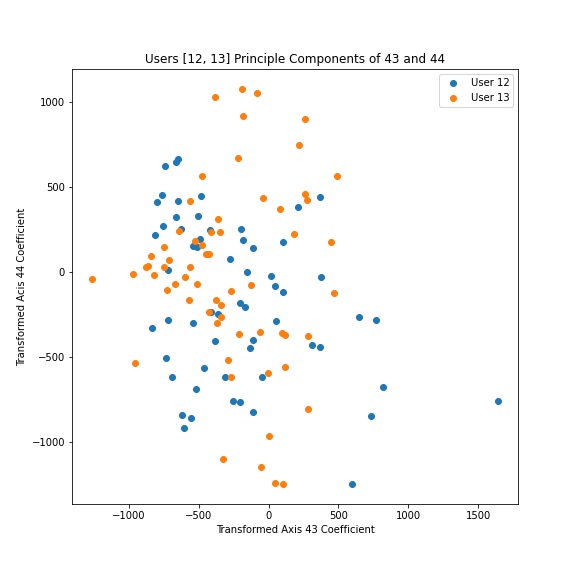 Users [12, 13] Principle Components of 43 and 44
User 12
User 13
Transformed Acis 44 Coefficient
1000
500
0
−500
−1000
−1000 −500 0 500 1000 1500
Transformed Axis 43 Coefficient